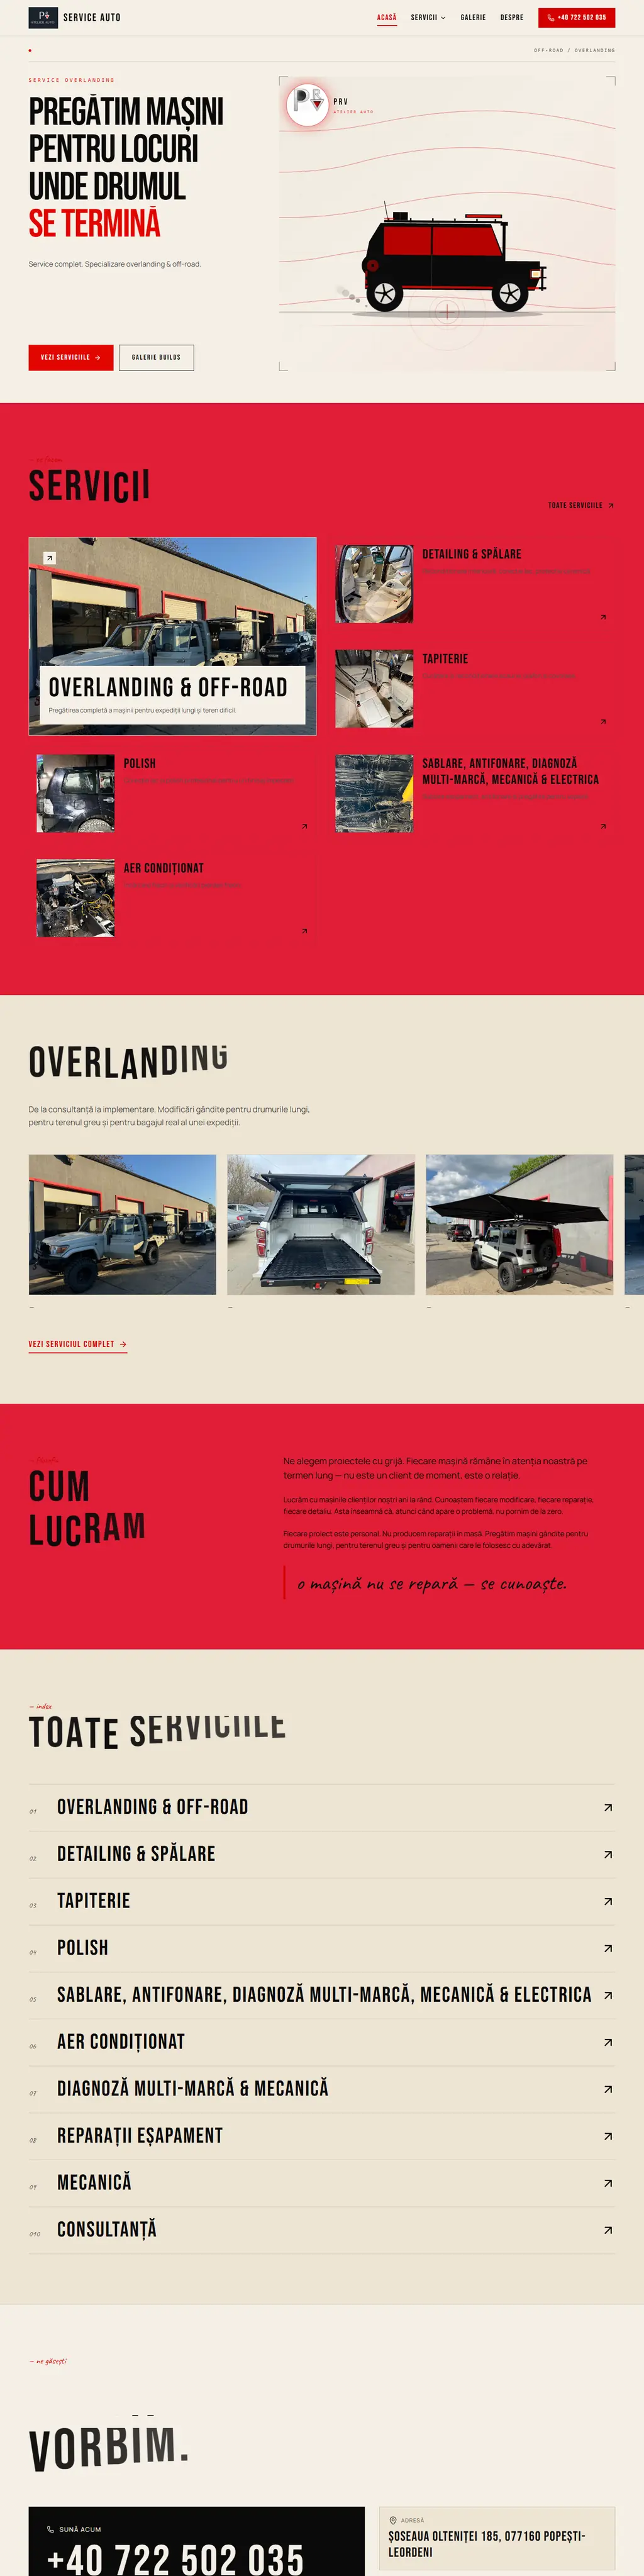 SERVICE AUTO
ACASĂ
SERVICII
GALERIE
DESPRE
+40 722 502 035
OFF-ROAD / OVERLANDING
SERVICE OVERLANDING
PREGĂTIM MAȘINI
PENTRU LOCURI
UNDE DRUMUL
SE TERMINĂ
Service complet. Specializare overlanding & off-road.
VEZI SERVICIILE
GALERIE BUILDS
PRV
ATELIER AUTO
SERVICII
TOATE SERVICIILE
OVERLANDING & OFF-ROAD
Pregătirea completă a mașinii pentru expediții lungi și teren dificil
DETAILING & SPĂLARE
TAPITERIE
POLISH
SABLARE, ANTIFONARE, DIAGNOZĂ
MULTI-MARCĂ, MECANICĂ & ELECTRICA
AER CONDIȚIONAT
OVERLANDING
De la consultanță la implementare. Modificări gândite pentru drumurile lungi,
pentru terenul greu și pentru bagajul real al unei expediții.
—
—
—
—
VEZI SERVICIUL COMPLET
CUM
LUCRAM
Ne alegem proiectele cu grijă. Fiecare mașină rămâne în atenția noastră pe
termen lung — nu este un client de moment, este o relație.
Lucrăm cu mașinile clienților noștri ani la rând. Cunoaștem fiecare modificare, fiecare reparație,
fiecare detaliu. Asta înseamnă că, atunci când apare o problemă, nu pornim de la zero.
Fiecare proiect este personal. Nu producem reparații în masă. Pregătim mașini gândite pentru
drumurile lungi, pentru terenul greu și pentru oamenii care le folosesc cu adevărat.
o mașină nu se repară — se cunoaște.
— index
TOATE SERVICIILE
01 OVERLANDING & OFF-ROAD
02 DETAILING & SPĂLARE
03 TAPITERIE
04 POLISH
05 SABLARE, ANTIFONARE, DIAGNOZĂ MULTI-MARCĂ, MECANICĂ & ELECTRICA
06 AER CONDIȚIONAT
07 DIAGNOZĂ MULTI-MARCĂ & MECANICĂ
08 REPARAȚII EȘAPAMENT
09 MECANICĂ
010 CONSULTANȚĂ
— ne găsești
VORBIM.
SUNĂ ACUM
+40 722 502 035
ADRESĂ
ȘOSEAUA OLTENIȚEI 185, 077160 POPEȘTI-
LEORDENI